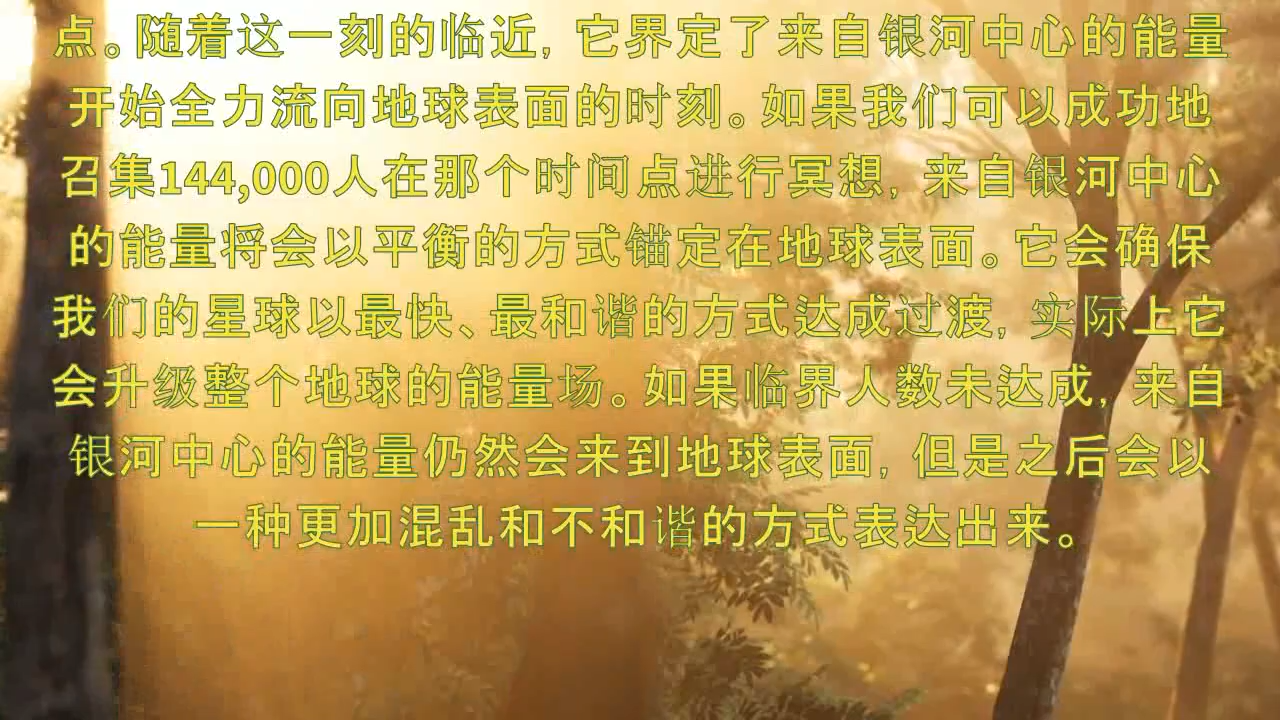 点。随着这一刻的临近，它界定了来自银河中心的能量
开始全力流向地球表面的时刻。如果我们可以成功地
召集144,000人在那个时间点进行冥想，来自银河中心
的能量将会以平衡的方式锚定在地球表面。它会确保
我们的星球以最快、最和谐的方式达成过渡，实际上它
会升级整个地球的能量场。如果临界人数未达成，来自
银河中心的能量仍然会来到地球表面，但是之后会以
一种更加混乱和不和谐的方式表达出来。